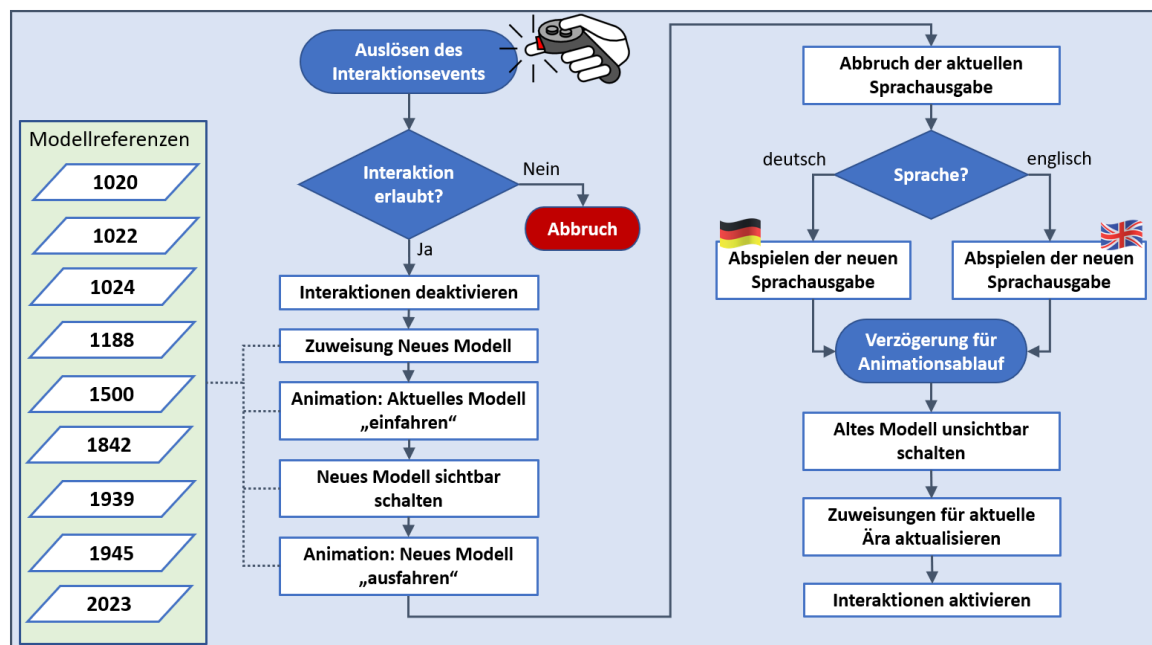 Auslösen des
Interaktionsevents
Modellreferenzen
1020
1022
1024
1188
1500
1842
1939
1945
2023
Interaktion
erlaubt?
Nein
Abbruch
Ja
Interaktionen deaktivieren
Zuweisung Neues Modell
Animation: Aktuelles Modell
„einfahren“
Neues Modell sichtbar
schalten
Animation: Neues Modell
„ausfahren“
Abbruch der aktuellen
Sprachausgabe
Sprache?
deutsch
englisch
Abspielen der neuen
Sprachausgabe
Abspielen der neuen
Sprachausgabe
Verzögerung für
Animationsablauf
Altes Modell unsichtbar
schalten
Zuweisungen für aktuelle
Ära aktualisieren
Interaktionen aktivieren